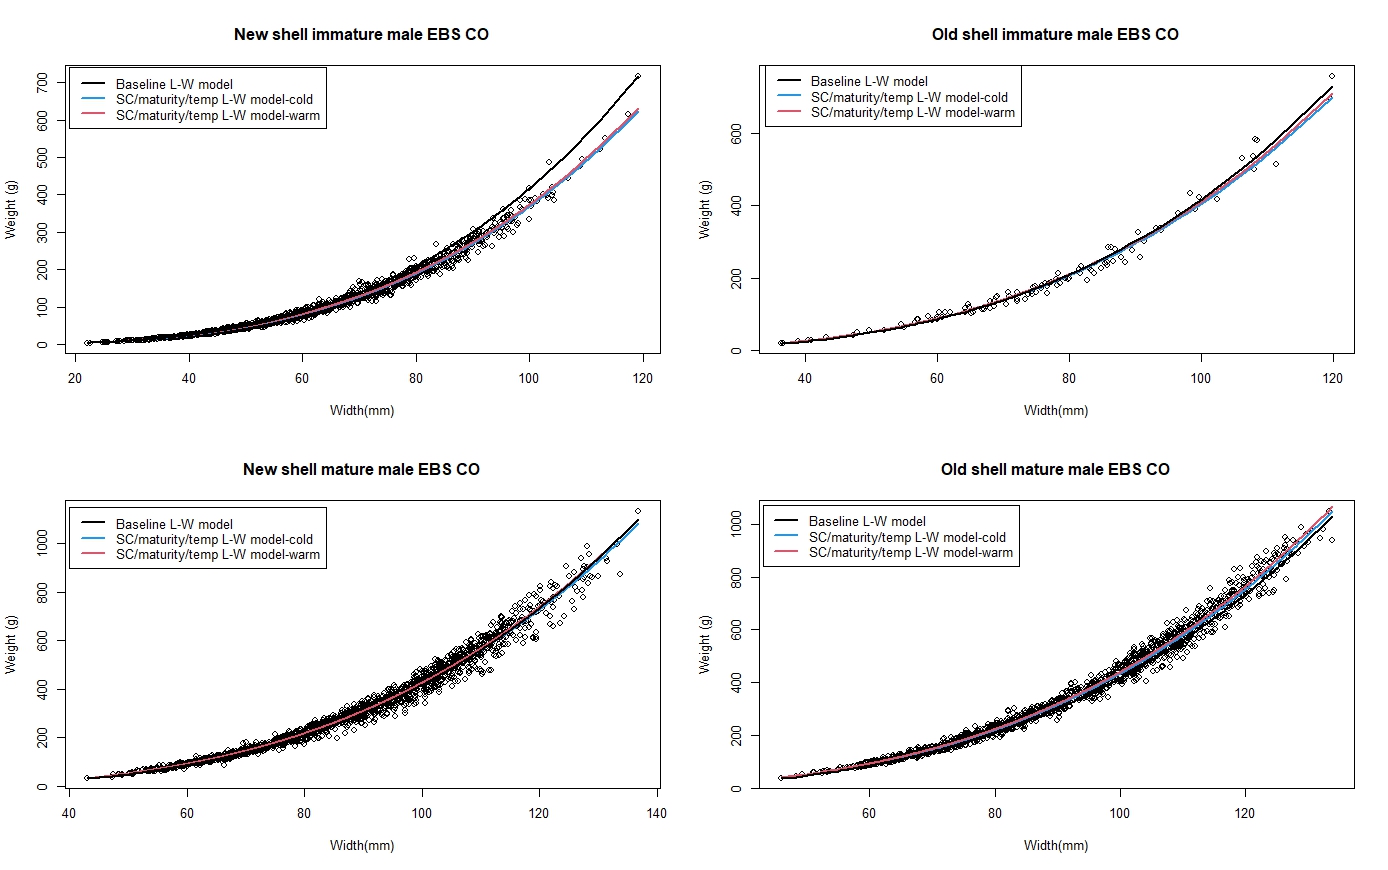 New shell immature male EBS CO
Baseline L-W model
SC/maturity/temp L-W model-cold
SC/maturity/temp L-W model-warm
Weight (g)
0 100 200 300 400 500 600 700
20 40 60 80 100 120
Width(mm)
Old shell immature male EBS CO
Baseline L-W model
SC/maturity/temp L-W model-cold
SC/maturity/temp L-W model-warm
Weight (g)
0 200 400 600
40 60 80 100 120
Width(mm)
New shell mature male EBS CO
Baseline L-W model
SC/maturity/temp L-W model-cold
SC/maturity/temp L-W model-warm
Weight (g)
0 200 400 600 800 1000
40 60 80 100 120 140
Width(mm)
Old shell mature male EBS CO
Baseline L-W model
SC/maturity/temp L-W model-cold
SC/maturity/temp L-W model-warm
Weight (g)
0 200 400 600 800 1000
60 80 100 120
Width(mm)